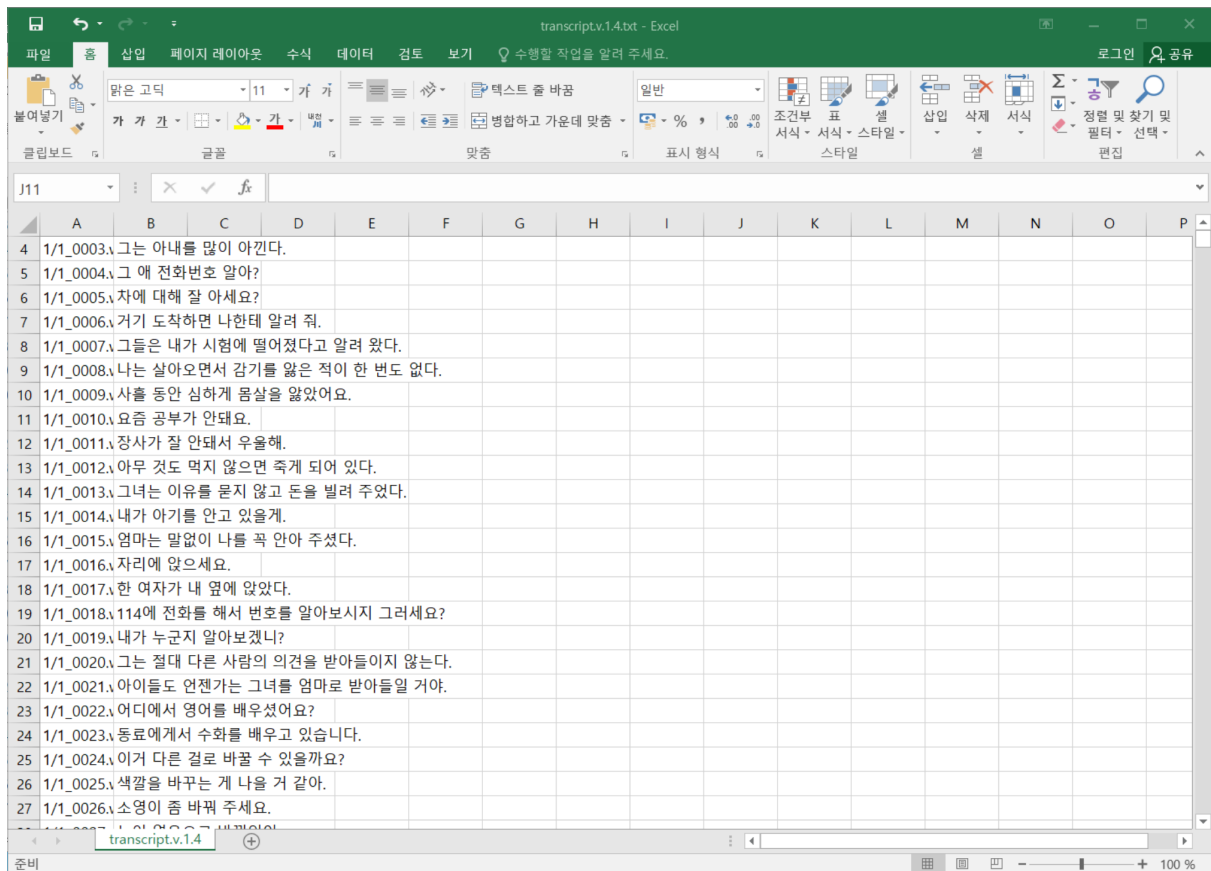 transcript.v.1.4.txt - Excel
파일 홈 삽입 페이지 레이아웃 수식 데이터 검토 보기 수행할 작업을 알려 주세요. 로그인 공유
붙여넣기
맑은 고딕 11 가 가
가 가 가 내천 川
텍스트 줄 바꿈
병합하고 가운데 맞춤
일반
% ,
조건부 서식
표 서식
셀 스타일
삽입 삭제 서식
정렬 및 필터
찾기 및 선택
클립보드 글꼴 맞춤 표시 형식 스타일 셀 편집
J11 fx
A B C D E F G H I J K L M N O P
4 1/1_0003.v 그는 아내를 많이 아낀다.
5 1/1_0004.v 그 애 전화번호 알아?
6 1/1_0005.v 차에 대해 잘 아세요?
7 1/1_0006.v 거기 도착하면 나한테 알려 줘.
8 1/1_0007.v 그들은 내가 시험에 떨어졌다고 알려 왔다.
9 1/1_0008.v 나는 살아오면서 감기를 앓은 적이 한 번도 없다.
10 1/1_0009.v 사흘 동안 심하게 몸살을 앓았어요.
11 1/1_0010.v 요즘 공부가 안돼요.
12 1/1_0011.v 장사가 잘 안돼서 우울해.
13 1/1_0012.v 아무 것도 먹지 않으면 죽게 되어 있다.
14 1/1_0013.v 그녀는 이유를 묻지 않고 돈을 빌려 주었다.
15 1/1_0014.v 내가 아기를 안고 있을게.
16 1/1_0015.v 엄마는 말없이 나를 꼭 안아 주셨다.
17 1/1_0016.v 자리에 앉으세요.
18 1/1_0017.v 한 여자가 내 옆에 앉았다.
19 1/1_0018.v 114에 전화를 해서 번호를 알아보시지 그러세요?
20 1/1_0019.v 내가 누군지 알아보겠니?
21 1/1_0020.v 그는 절대 다른 사람의 의견을 받아들이지 않는다.
22 1/1_0021.v 아이들도 언젠가는 그녀를 엄마로 받아들일 거야.
23 1/1_0022.v 어디에서 영어를 배우셨어요?
24 1/1_0023.v 동료에게서 수화를 배우고 있습니다.
25 1/1_0024.v 이거 다른 걸로 바꿀 수 있을까요?
26 1/1_0025.v 색깔을 바꾸는 게 나을 거 같아.
27 1/1_0026.v 소영이 좀 바꿔 주세요.
transcript.v.1.4
준비 100 %